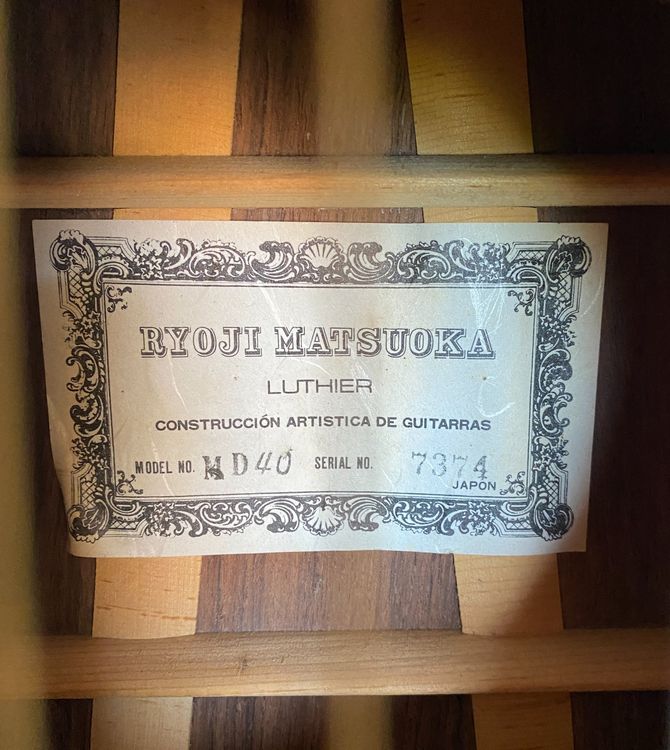 RYOJI MATSUOKA
LUTHIER
CONSTRUCCIÓN ARTISTICA DE GUITARRAS
MODEL NO. MD40 SERIAL NO. 7374
JAPON